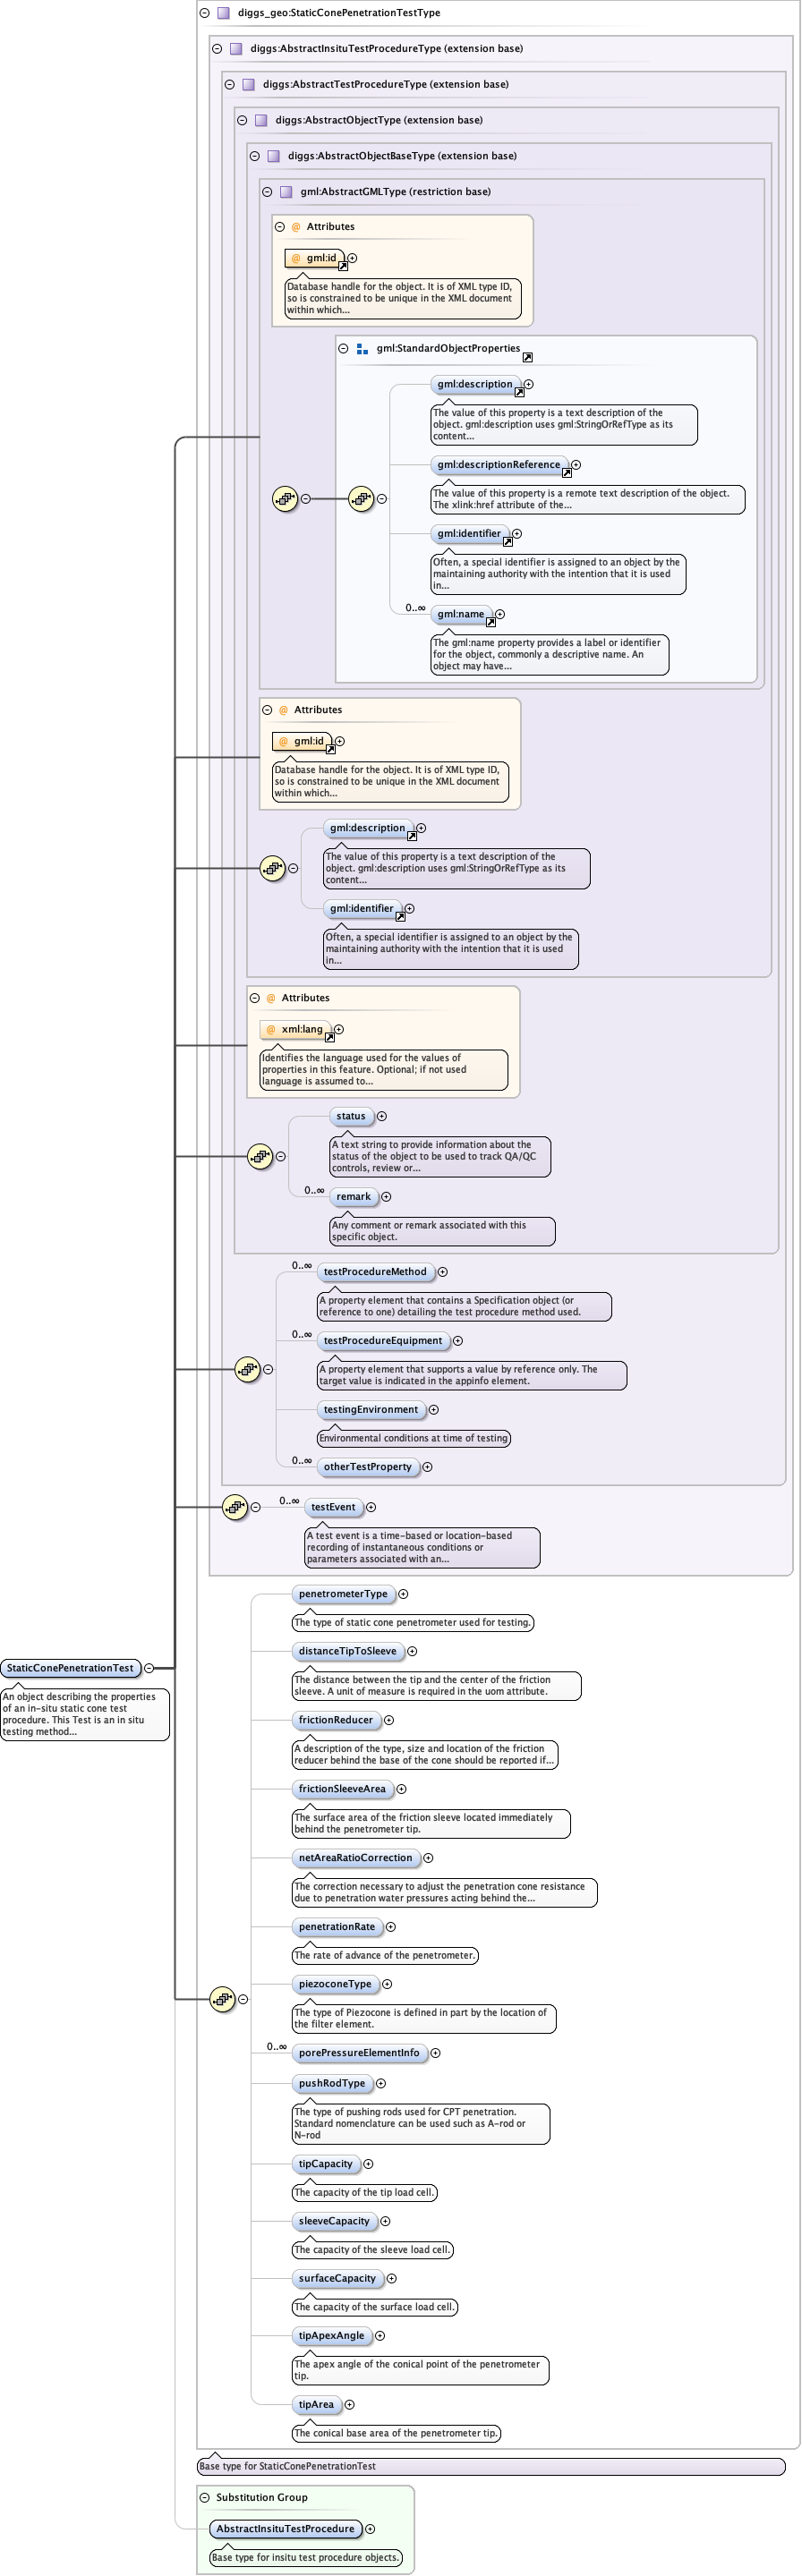 diggs_geo:StaticConePenetrationTestType
diggs:AbstractInsituTestProcedureType (extension base)
diggs:AbstractTestProcedureType (extension base)
diggs:AbstractObjectType (extension base)
diggs:AbstractObjectBaseType (extension base)
gml:AbstractGMLType (restriction base)
@ Attributes
@ gml:id
Database handle for the object. It is of XML type ID,
so is constrained to be unique in the XML document
within which...
gml:StandardObjectProperties
gml:description
The value of this property is a text description of the
object. gml:description uses gml:StringOrRefType as its
content...
gml:descriptionReference
The value of this property is a remote text description of the object.
The xlink:href attribute of the...
gml:identifier
Often, a special identifier is assigned to an object by the
maintaining authority with the intention that it is used
in...
0..∞
gml:name
The gml:name property provides a label or identifier
for the object, commonly a descriptive name. An
object may have...
@ Attributes
@ gml:id
Database handle for the object. It is of XML type ID,
so is constrained to be unique in the XML document
within which...
gml:description
The value of this property is a text description of the
object. gml:description uses gml:StringOrRefType as its
content...
gml:identifier
Often, a special identifier is assigned to an object by the
maintaining authority with the intention that it is used
in...
@ Attributes
@ xml:lang
Identifies the language used for the values of
properties in this feature. Optional; if not used
language is assumed to...
status
A text string to provide information about the
status of the object to be used to track QA/QC
controls, review or...
0..∞
remark
Any comment or remark associated with this
specific object.
0..∞
testProcedureMethod
A property element that contains a Specification object (or
reference to one) detailing the test procedure method used.
0..∞
testProcedureEquipment
A property element that supports a value by reference only. The
target value is indicated in the appinfo element.
testingEnvironment
Environmental conditions at time of testing
0..∞
otherTestProperty
0..∞
testEvent
A test event is a time-based or location-based
recording of instantaneous conditions or
parameters associated with an...
penetrometerType
The type of static cone penetrometer used for testing.
distanceTipToSleeve
The distance between the tip and the center of the friction
sleeve. A unit of measure is required in the uom attribute.
StaticConePenetrationTest
An object describing the properties
of an in-situ static cone test
procedure. This Test is an in situ
testing method...
frictionReducer
A description of the type, size and location of the friction
reducer behind the base of the cone should be reported if...
frictionSleeveArea
The surface area of the friction sleeve located immediately
behind the penetrometer tip.
netAreaRatioCorrection
The correction necessary to adjust the penetration cone resistance
due to penetration water pressures acting behind the...
penetrationRate
The rate of advance of the penetrometer.
piezoconeType
The type of Piezocone is defined in part by the location of
the filter element.
0..∞
porePressureElementInfo
pushRodType
The type of pushing rods used for CPT penetration.
Standard nomenclature can be used such as A-rod or
N-rod
tipCapacity
The capacity of the tip load cell.
sleeveCapacity
The capacity of the sleeve load cell.
surfaceCapacity
The capacity of the surface load cell.
tipApexAngle
The apex angle of the conical point of the penetrometer
tip.
tipArea
The conical base area of the penetrometer tip.
Base type for StaticConePenetrationTest
Substitution Group
AbstractInsituTestProcedure
Base type for insitu test procedure objects.